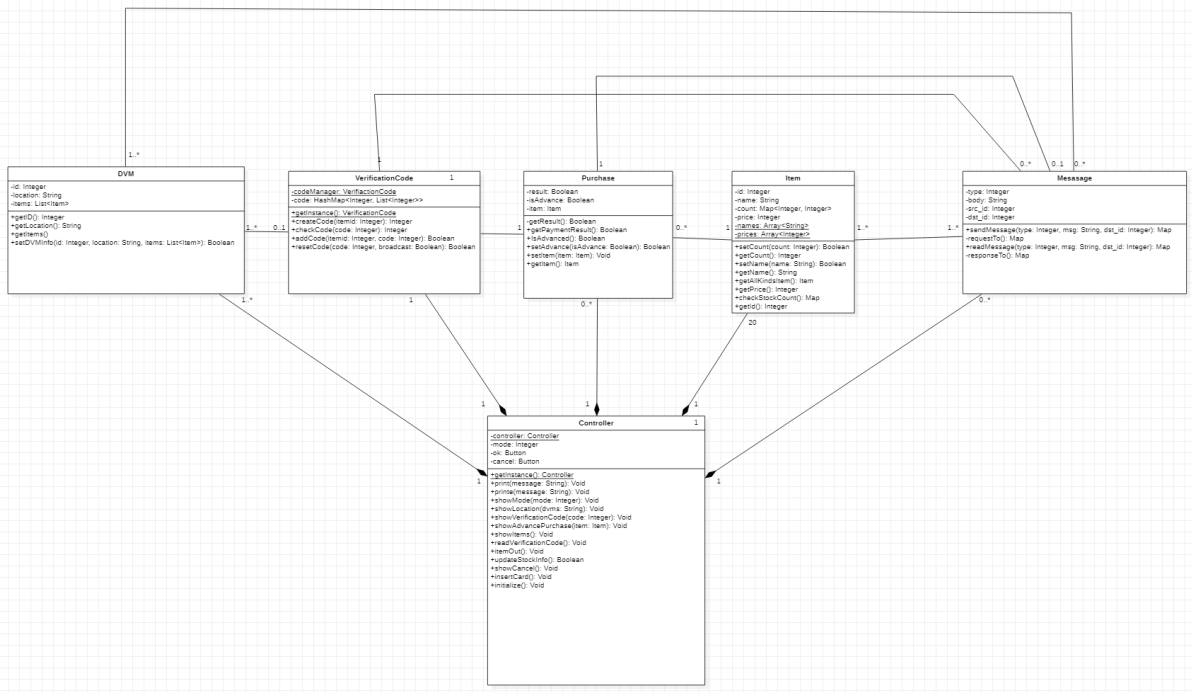 1..*
1
1
0..*
0..1
0..*
DVM
-id: Integer
-location: String
-items: List<Item>
+getID(): Integer
+getLocation(): String
+getItems()
+setDVMInfo(id: Integer, location: String, items: List<Item>): Boolean
1..*
0..1
VerificationCode
1
-codeManager: VerifiactionCode
-code: HashMap<Integer, List<Integer>>
+getInstance(): VerificationCode
+createCode(itemid: Integer): Integer
+checkCode(code: Integer): Integer
+addCode(itemid: Integer, code: Integer): Boolean
+resetCode(code: Integer, broadcast: Boolean): Boolean
1
Purchase
-result: Boolean
-isAdvance: Boolean
-item: Item
-getResult(): Boolean
+getPaymentResult(): Boolean
+isAdvanced(): Boolean
+setAdvance(isAdvance: Boolean): Boolean
+setItem(item: Item): Void
+getItem(): Item
0..*
1
Item
-id: Integer
-name: String
-count: Map<Integer, Integer>
-price: Integer
-names: Array<String>
-prices: Array<Integer>
+setCount(count: Integer): Boolean
+getCount(): Integer
+setName(name: String): Boolean
+getName(): String
+getAllKindsItem(): Item
+getPrice(): Integer
+checkStockCount(): Map
+getId(): Integer
1..*
1..*
Mesaage
-type: Integer
-body: String
-src_id: Integer
-dst_id: Integer
+sendMessage(type: Integer, msg: String, dst_id: Integer): Map
-requestTo(): Map
+readMessage(type: Integer, msg: String, dst_id: Integer): Map
-responseTo(): Map
1..*
1
0..*
20
0..*
1
1
1
1
1
Controller
1
-controller: Controller
-mode: Integer
-ok: Button
-cancel: Button
+getInstance(): Controller
+print(message: String): Void
+printe(message: String): Void
+showMode(mode: Integer): Void
+showLocation(dvms: String): Void
+showVerificationCode(code: Integer): Void
+showAdvancePurchase(item: Item): Void
+showItems(): Void
+readVerificationCode(): Void
+itemOut(): Void
+updateStockInfo(): Boolean
+showCancel(): Void
+insertCard(): Void
+initialize(): Void